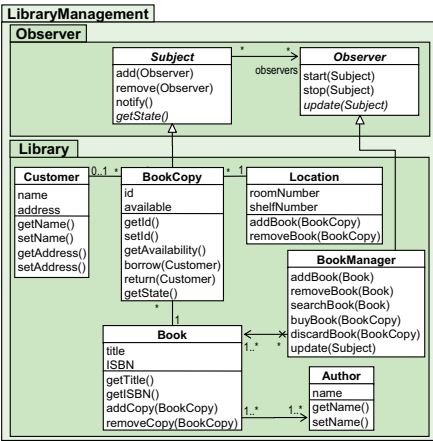 LibraryManagement
Observer
Subject
add(Observer)
remove(Observer)
notify()
getState()
* *
observers
Observer
start(Subject)
stop(Subject)
update(Subject)
Library
Customer
name
address
getName()
setName()
getAddress()
setAddress()
0..1 *
BookCopy
id
available
getId()
setId()
getAvailability()
borrow(Customer)
return(Customer)
getState()
* 1
Location
roomNumber
shelfNumber
addBook(BookCopy)
removeBook(BookCopy)
BookManager
addBook(Book)
removeBook(Book)
searchBook(Book)
buyBook(BookCopy)
discardBook(BookCopy)
update(Subject)
*
1
Book
title
ISBN
getTitle()
getISBN()
addCopy(BookCopy)
removeCopy(BookCopy)
1..* *
1..* 1..*
Author
name
getName()
setName()